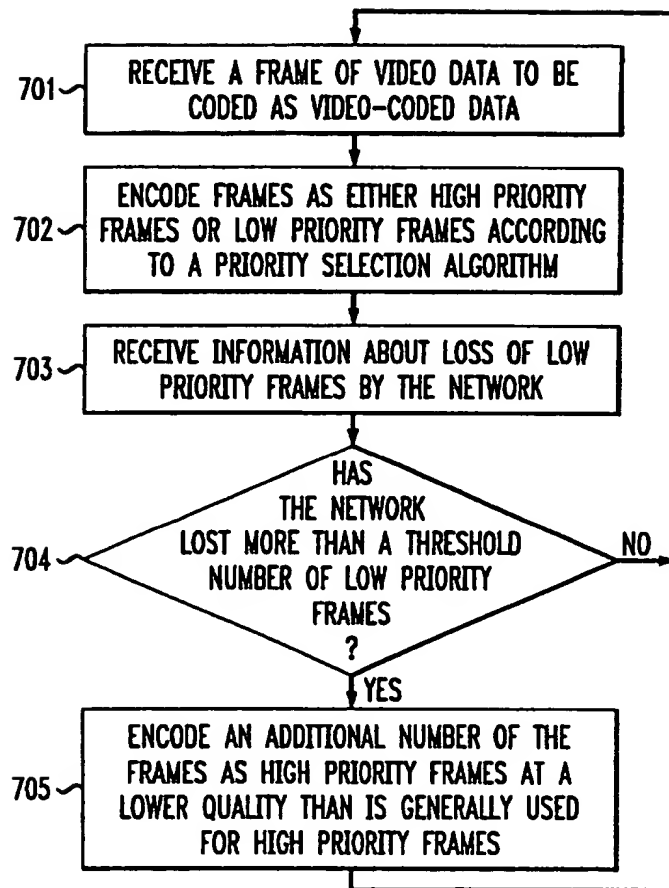 701
RECEIVE A FRAME OF VIDEO DATA TO BE
CODED AS VIDEO-CODED DATA
702
ENCODE FRAMES AS EITHER HIGH PRIORITY
FRAMES OR LOW PRIORITY FRAMES ACCORDING
TO A PRIORITY SELECTION ALGORITHM
703
RECEIVE INFORMATION ABOUT LOSS OF LOW
PRIORITY FRAMES BY THE NETWORK
704
HAS
THE NETWORK
LOST MORE THAN A THRESHOLD
NUMBER OF LOW PRIORITY
FRAMES
?
NO
YES
705
ENCODE AN ADDITIONAL NUMBER OF THE
FRAMES AS HIGH PRIORITY FRAMES AT A
LOWER QUALITY THAN IS GENERALLY USED
FOR HIGH PRIORITY FRAMES